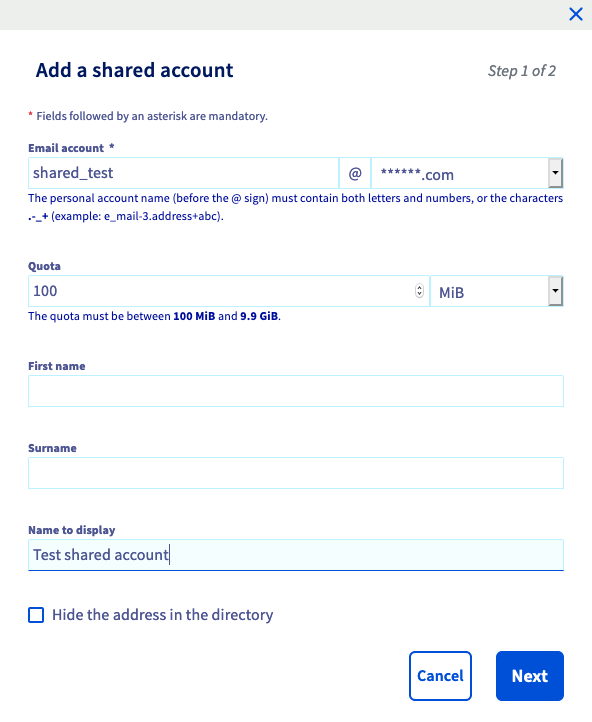 Add a shared account
Step 1 of 2
* Fields followed by an asterisk are mandatory.
Email account *
shared_test @ ******.com
The personal account name (before the @ sign) must contain both letters and numbers, or the characters
.-_+ (example: e_mail-3.address+abc).
Quota
100 MiB
The quota must be between 100 MiB and 9.9 GiB.
First name
Surname
Name to display
Test shared account
Hide the address in the directory
Cancel Next